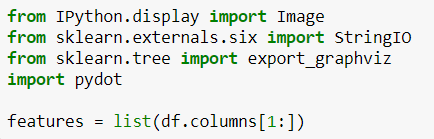 from IPython.display import Image
from sklearn.externals.six import StringIO
from sklearn.tree import export_graphviz
import pydot
features = list(df.columns[1:])